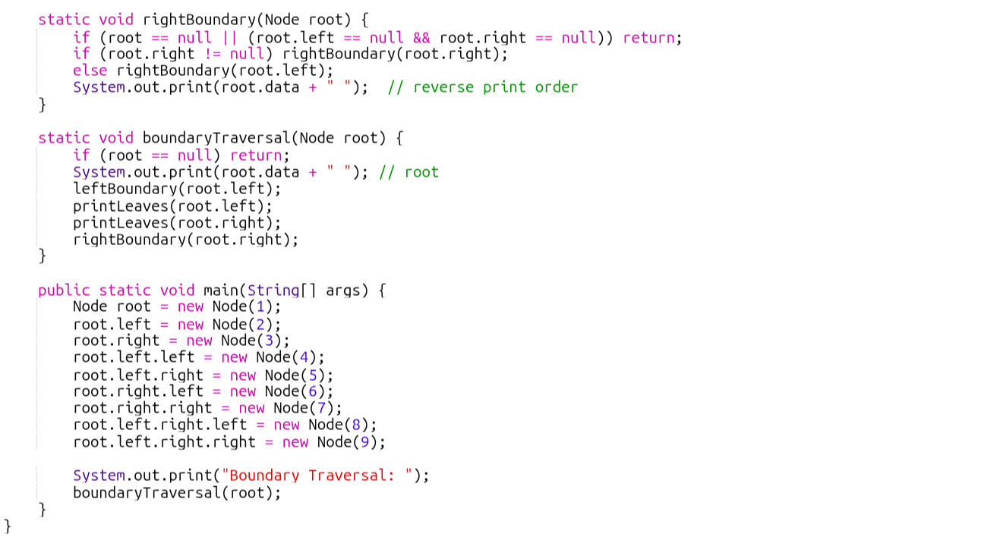 static void rightBoundary(Node root) {
if (root == null || (root.left == null && root.right == null)) return;
if (root.right != null) rightBoundary(root.right);
else rightBoundary(root.left);
System.out.print(root.data + " ");  // reverse print order
}
static void boundaryTraversal(Node root) {
if (root == null) return;
System.out.print(root.data + " "); // root
leftBoundary(root.left);
printLeaves(root.left);
printLeaves(root.right);
rightBoundary(root.right);
}
public static void main(String[] args) {
Node root = new Node(1);
root.left = new Node(2);
root.right = new Node(3);
root.left.left = new Node(4);
root.left.right = new Node(5);
root.right.left = new Node(6);
root.right.right = new Node(7);
root.left.right.left = new Node(8);
root.left.right.right = new Node(9);
System.out.print("Boundary Traversal: ");
boundaryTraversal(root);
}
}